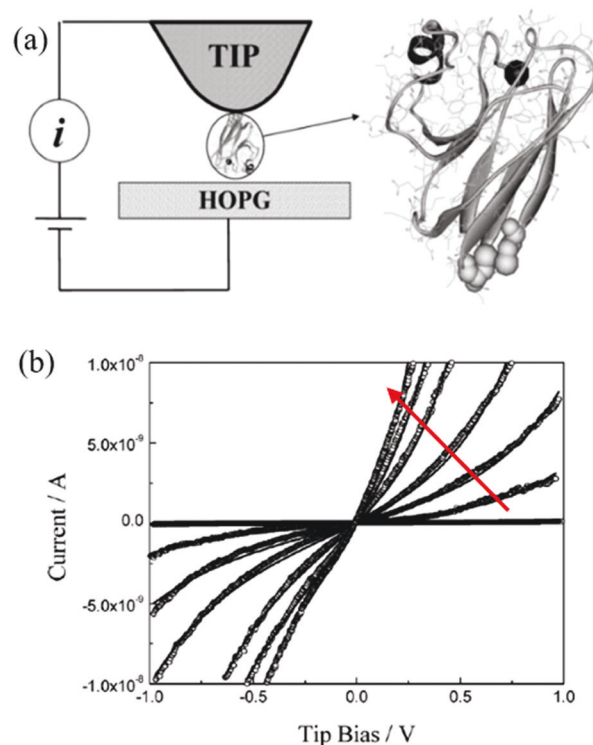 (a)
TIP
i
HOPG
(b)
1.0x10⁻⁸
5.0x10⁻⁹
0.0
-5.0x10⁻⁹
-1.0x10⁻⁸
Current / A
-1.0 -0.5 0.0 0.5 1.0
Tip Bias / V